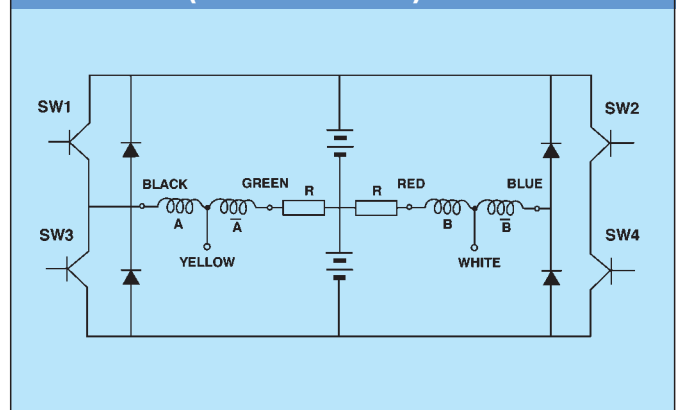 SW1
SW2
BLACK
GREEN
R
R
RED
BLUE
A
A̅
B
B̅
SW3
SW4
YELLOW
WHITE